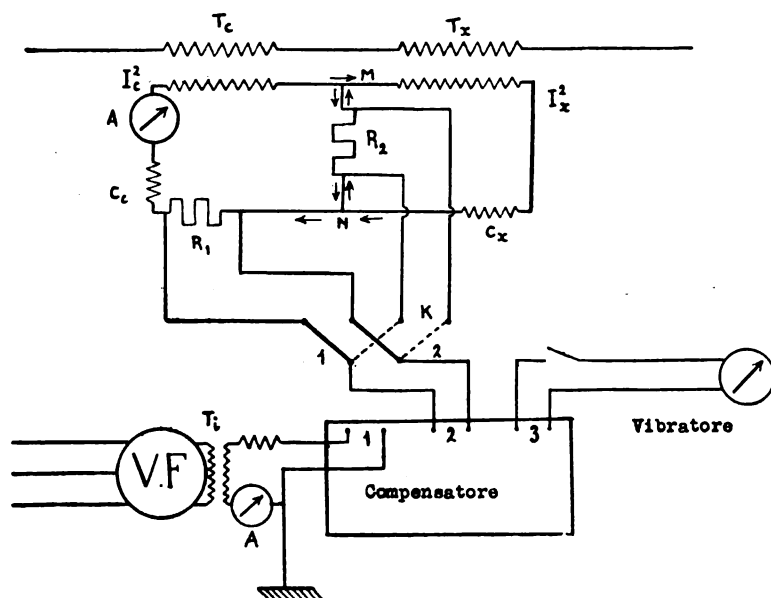 Tc Tx
I²c M I²x
A
R2
Cc
N Cx
R1
K
1 2
Vibratore
Ti
V.F
1 2 3
Compensatore
A